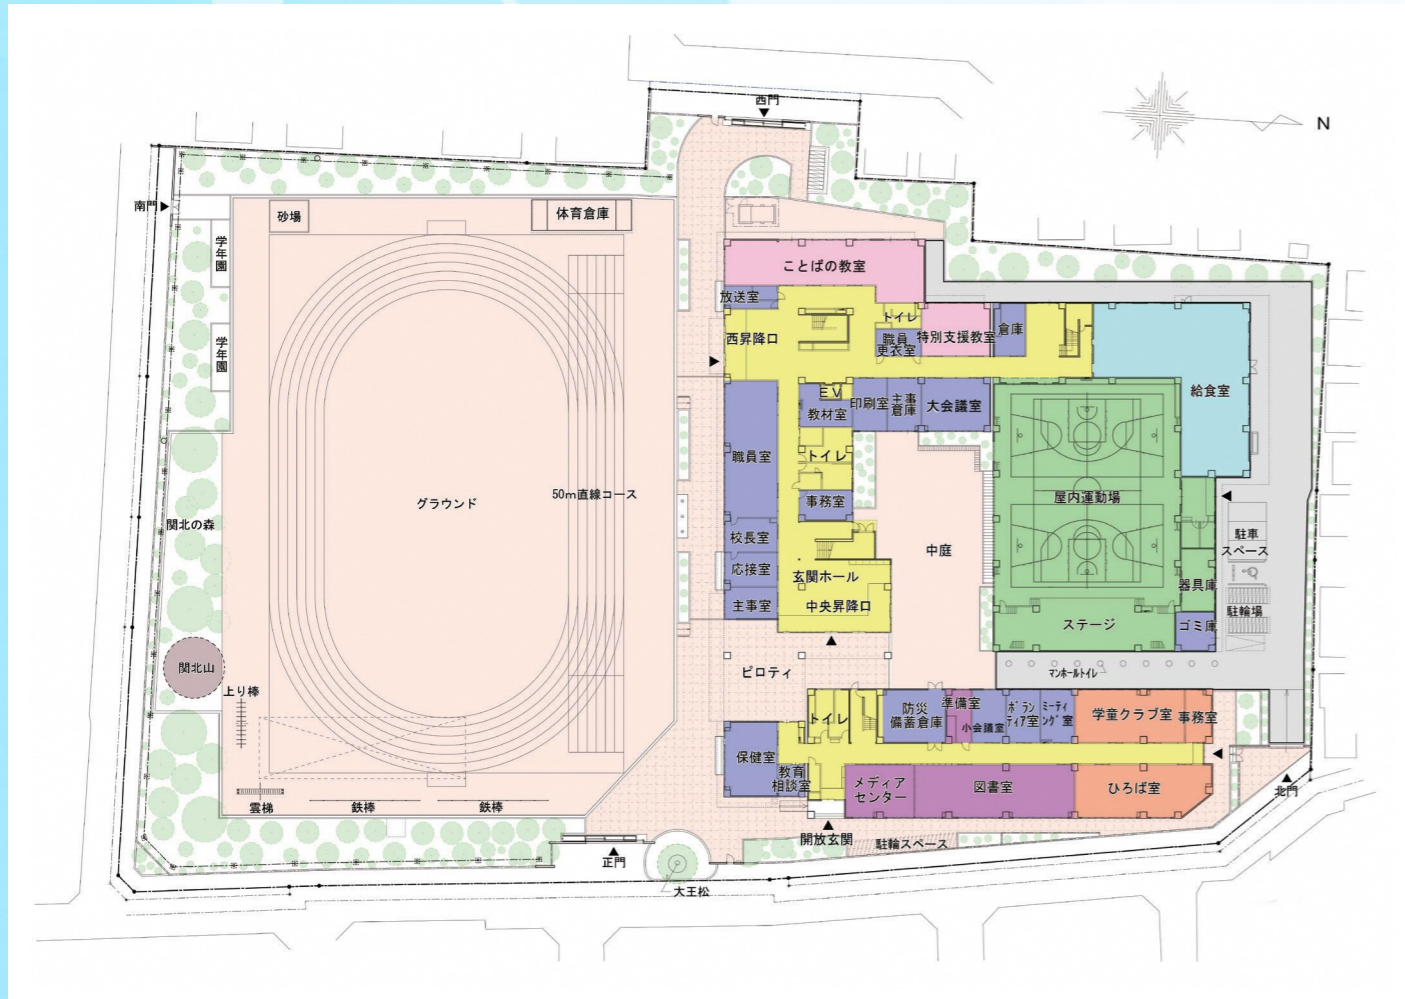 西門
N
南門
砂場
体育倉庫
学年園
学年園
ことばの教室
放送室
西昇降口
トイレ
職員
更衣室
特別支援教室
倉庫
給食室
EV
教材室
印刷室
主事
倉庫
大会議室
職員室
トイレ
事務室
校長室
応接室
主事室
玄関ホール
中央昇降口
中庭
屋内運動場
ステージ
器具庫
ゴミ庫
駐車
スペース
駐輪場
グラウンド
50m直線コース
関北の森
関北山
上り棒
雲梯
鉄棒
鉄棒
ピロティ
マンホールトイレ
トイレ
防災
備蓄倉庫
準備室
小会議室
ボラン
ティア室
ミーティ
ング室
学童クラブ室
事務室
保健室
教育
相談室
メディア
センター
図書室
ひろば室
開放玄関
駐輪スペース
北門
正門
大王松